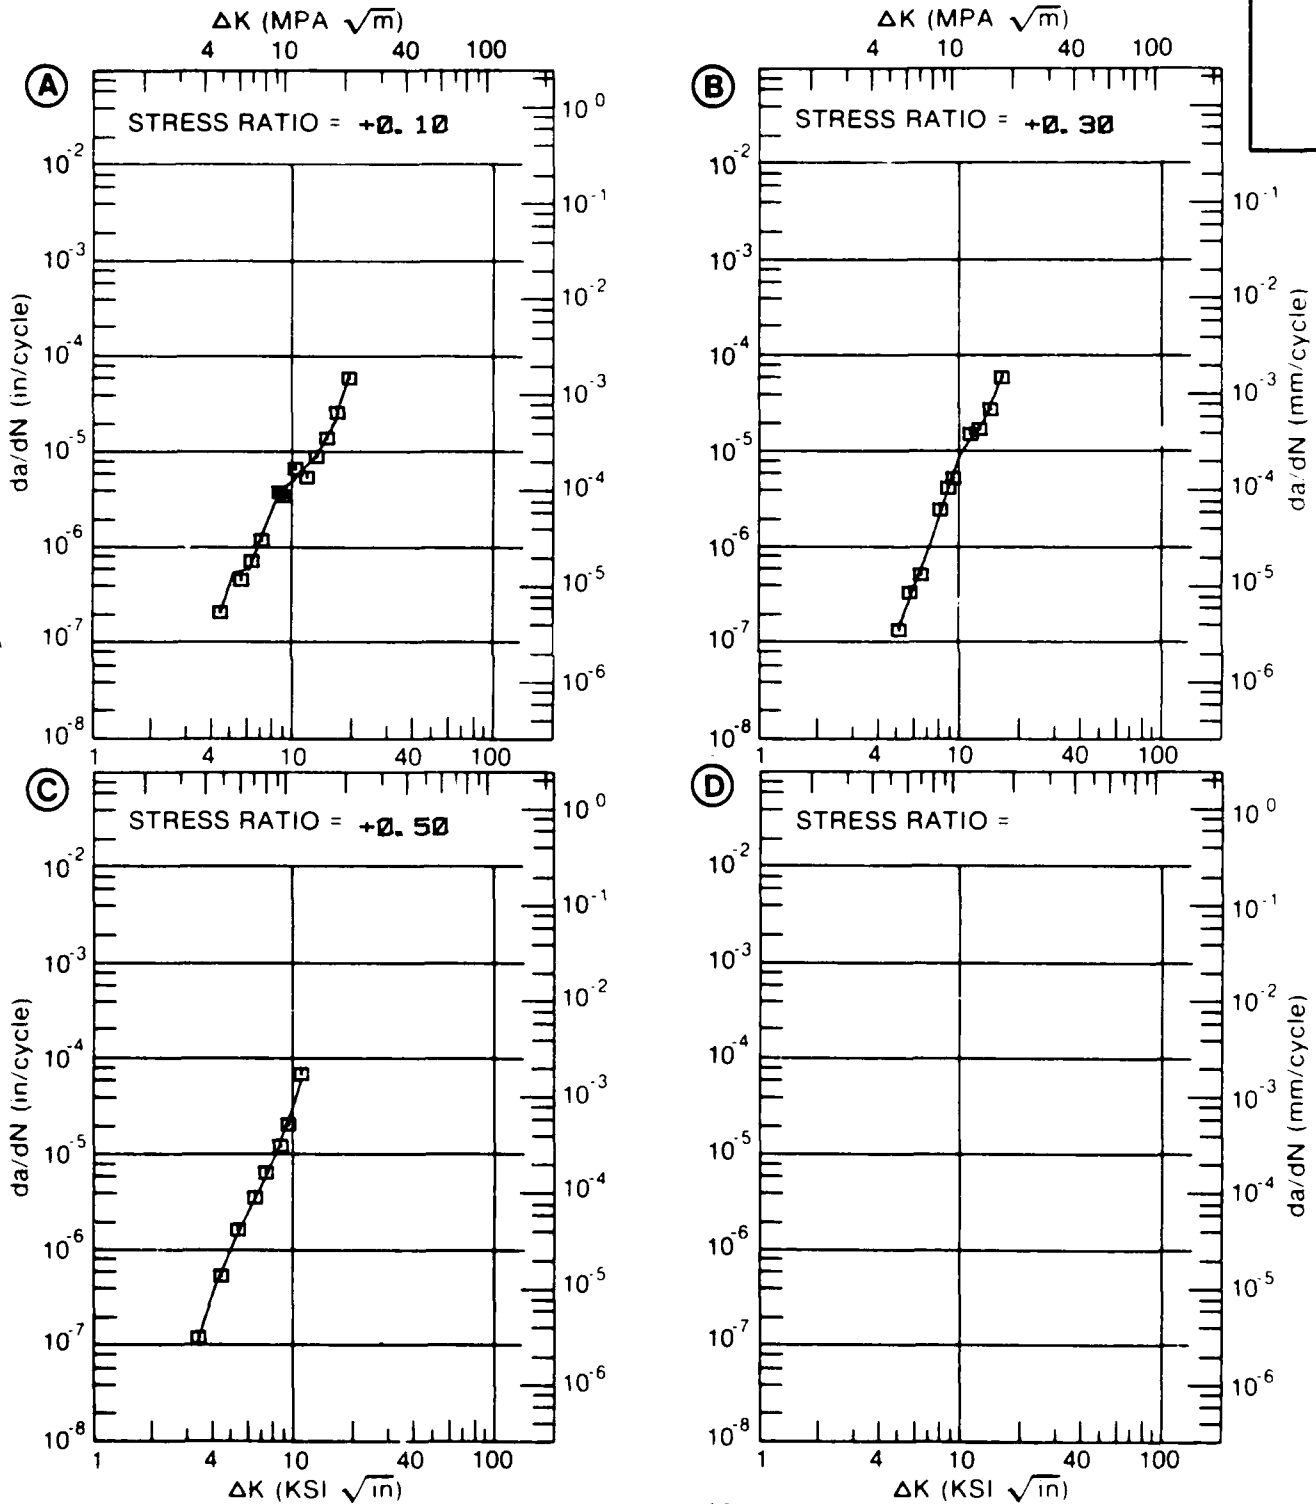 ΔK (MPA √m)
4 10 40 100
A
STRESS RATIO = +0.10
10^-2
10^-3
10^-4
10^-5
10^-6
10^-7
10^-8
da/dN (in/cycle)
10^0
10^-1
10^-2
10^-3
10^-4
10^-5
10^-6
1 4 10 40 100
ΔK (MPA √m)
4 10 40 100
B
STRESS RATIO = +0.30
10^-2
10^-3
10^-4
10^-5
10^-6
10^-7
10^-8
10^-1
10^-2
10^-3
10^-4
10^-5
10^-6
da/dN (mm/cycle)
1 4 10 40 100
C
STRESS RATIO = +0.50
10^-2
10^-3
10^-4
10^-5
10^-6
10^-7
10^-8
da/dN (in/cycle)
10^0
10^-1
10^-2
10^-3
10^-4
10^-5
10^-6
1 4 10 40 100
ΔK (KSI √in)
D
STRESS RATIO =
10^-2
10^-3
10^-4
10^-5
10^-6
10^-7
10^-8
10^0
10^-1
10^-2
10^-3
10^-4
10^-5
10^-6
da/dN (mm/cycle)
1 4 10 40 100
ΔK (KSI √in)